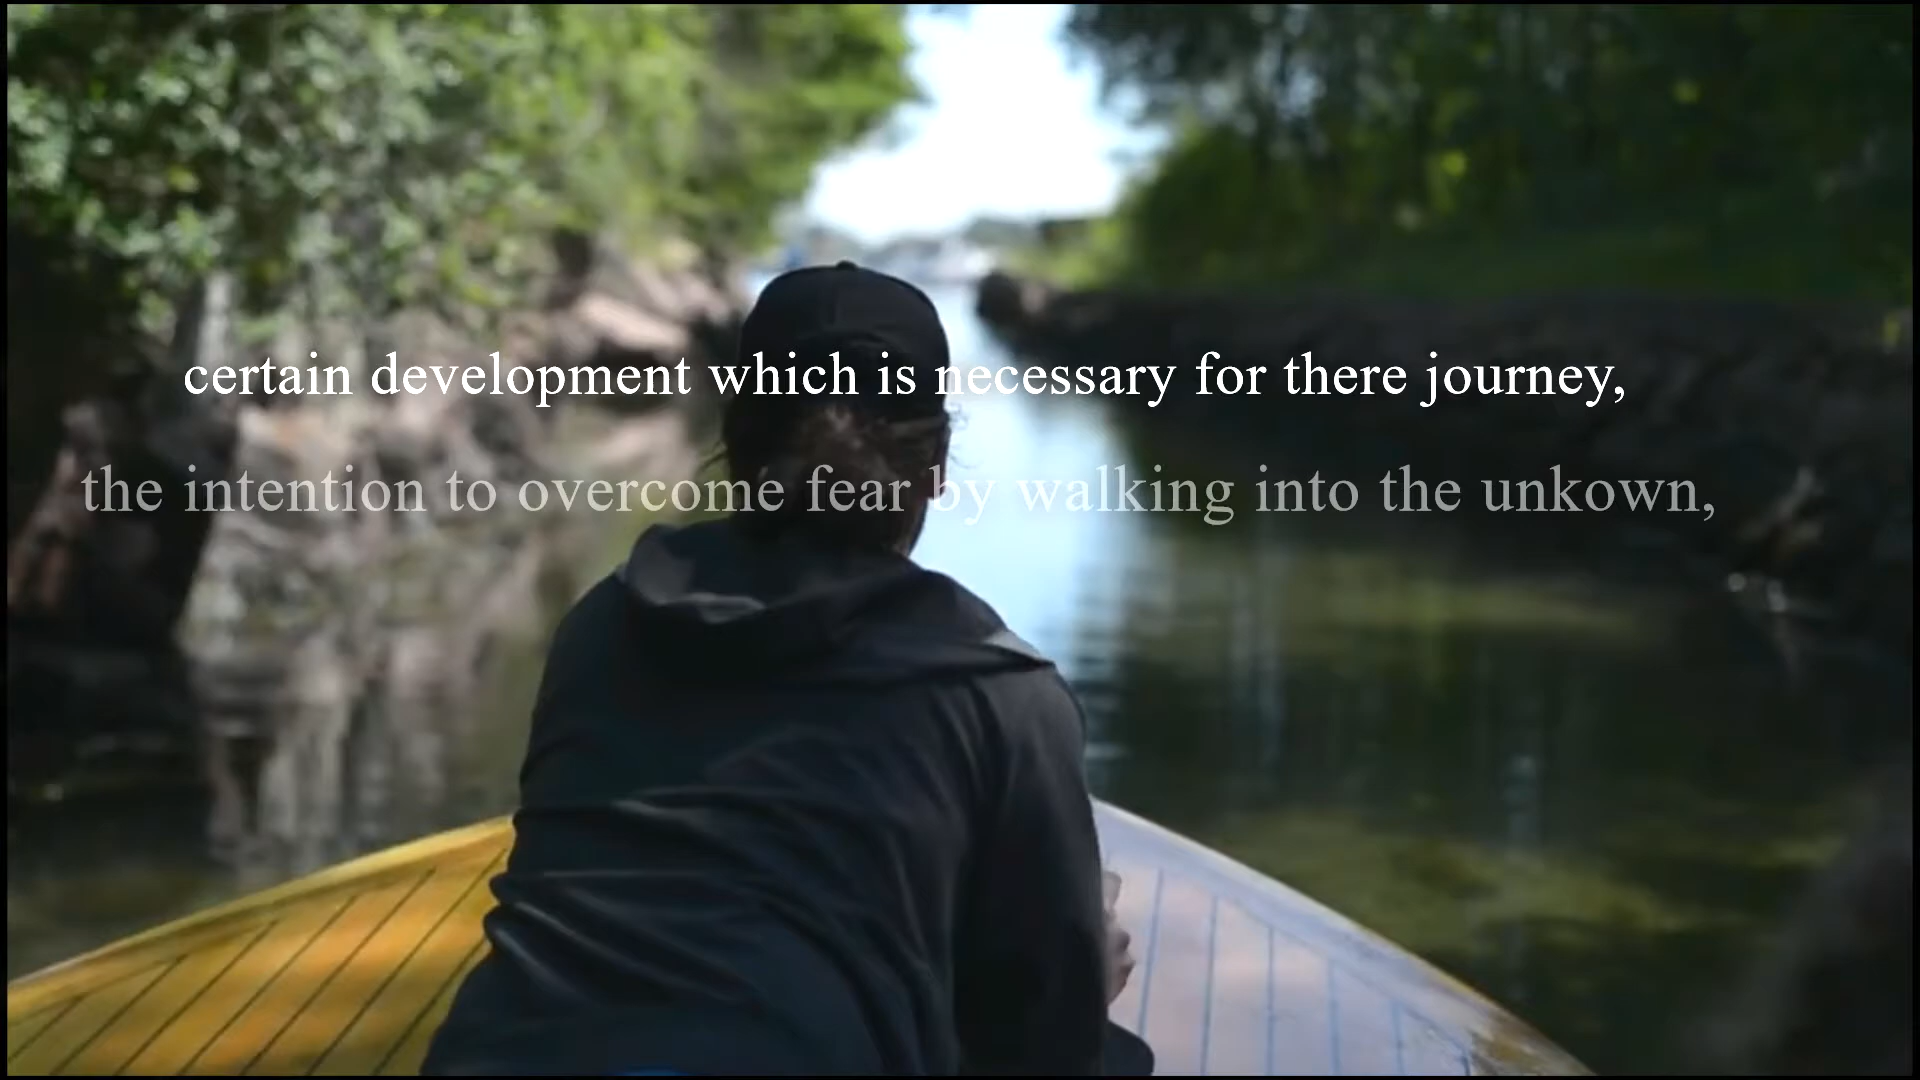 certain development which is necessary for there journey,
the intention to overcome fear by walking into the unkown,